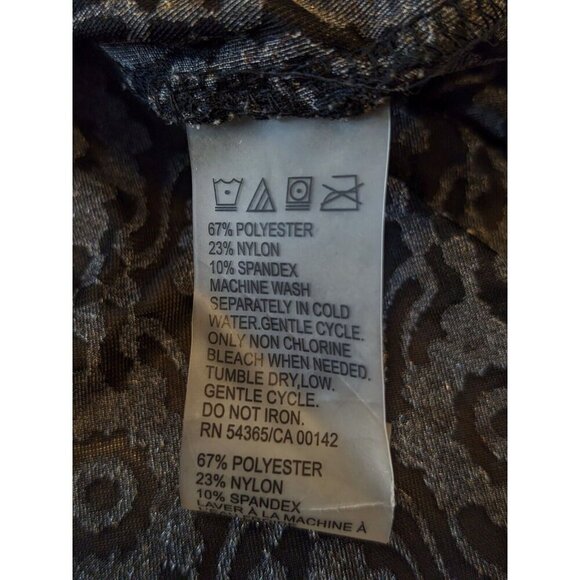 67% POLYESTER
23% NYLON
10% SPANDEX
MACHINE WASH
SEPARATELY IN COLD
WATER.GENTLE CYCLE.
ONLY NON CHLORINE
BLEACH WHEN NEEDED.
TUMBLE DRY,LOW.
GENTLE CYCLE.
DO NOT IRON.
RN 54365/CA 00142
67% POLYESTER
23% NYLON
10% SPANDEX
LAVER À LA MACHINE À